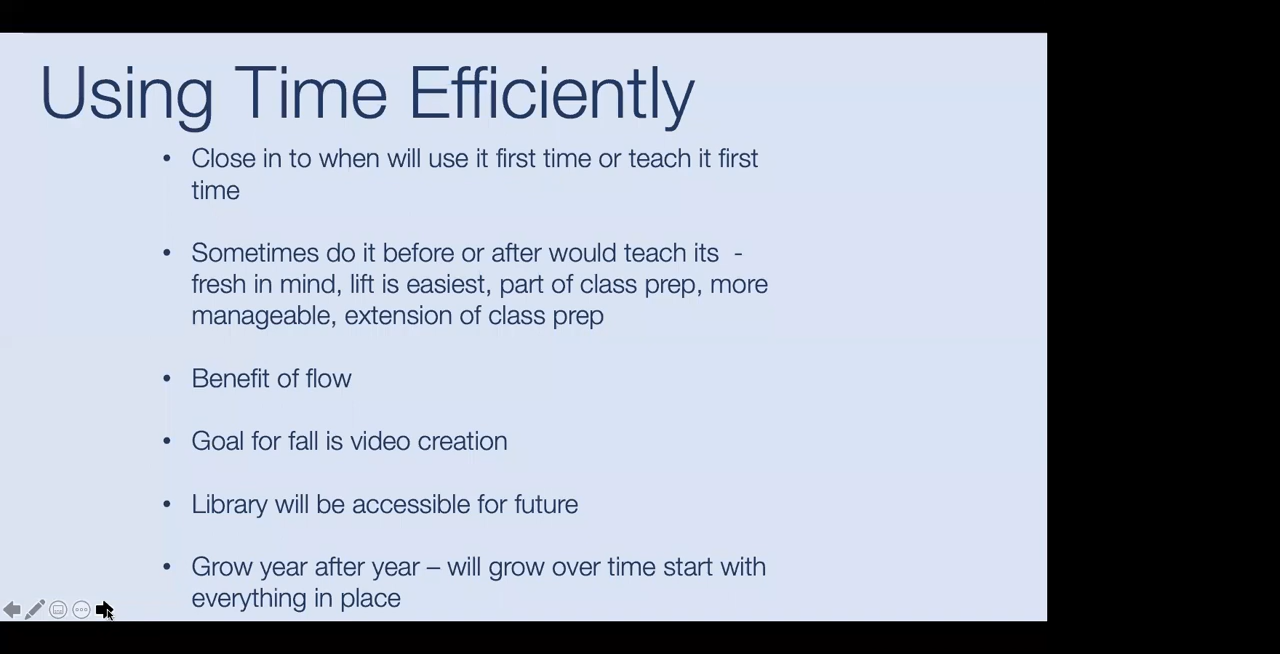 Using Time Efficiently
• Close in to when will use it first time or teach it first
time
• Sometimes do it before or after would teach its  -
fresh in mind, lift is easiest, part of class prep, more
manageable, extension of class prep
• Benefit of flow
• Goal for fall is video creation
• Library will be accessible for future
• Grow year after year – will grow over time start with
everything in place